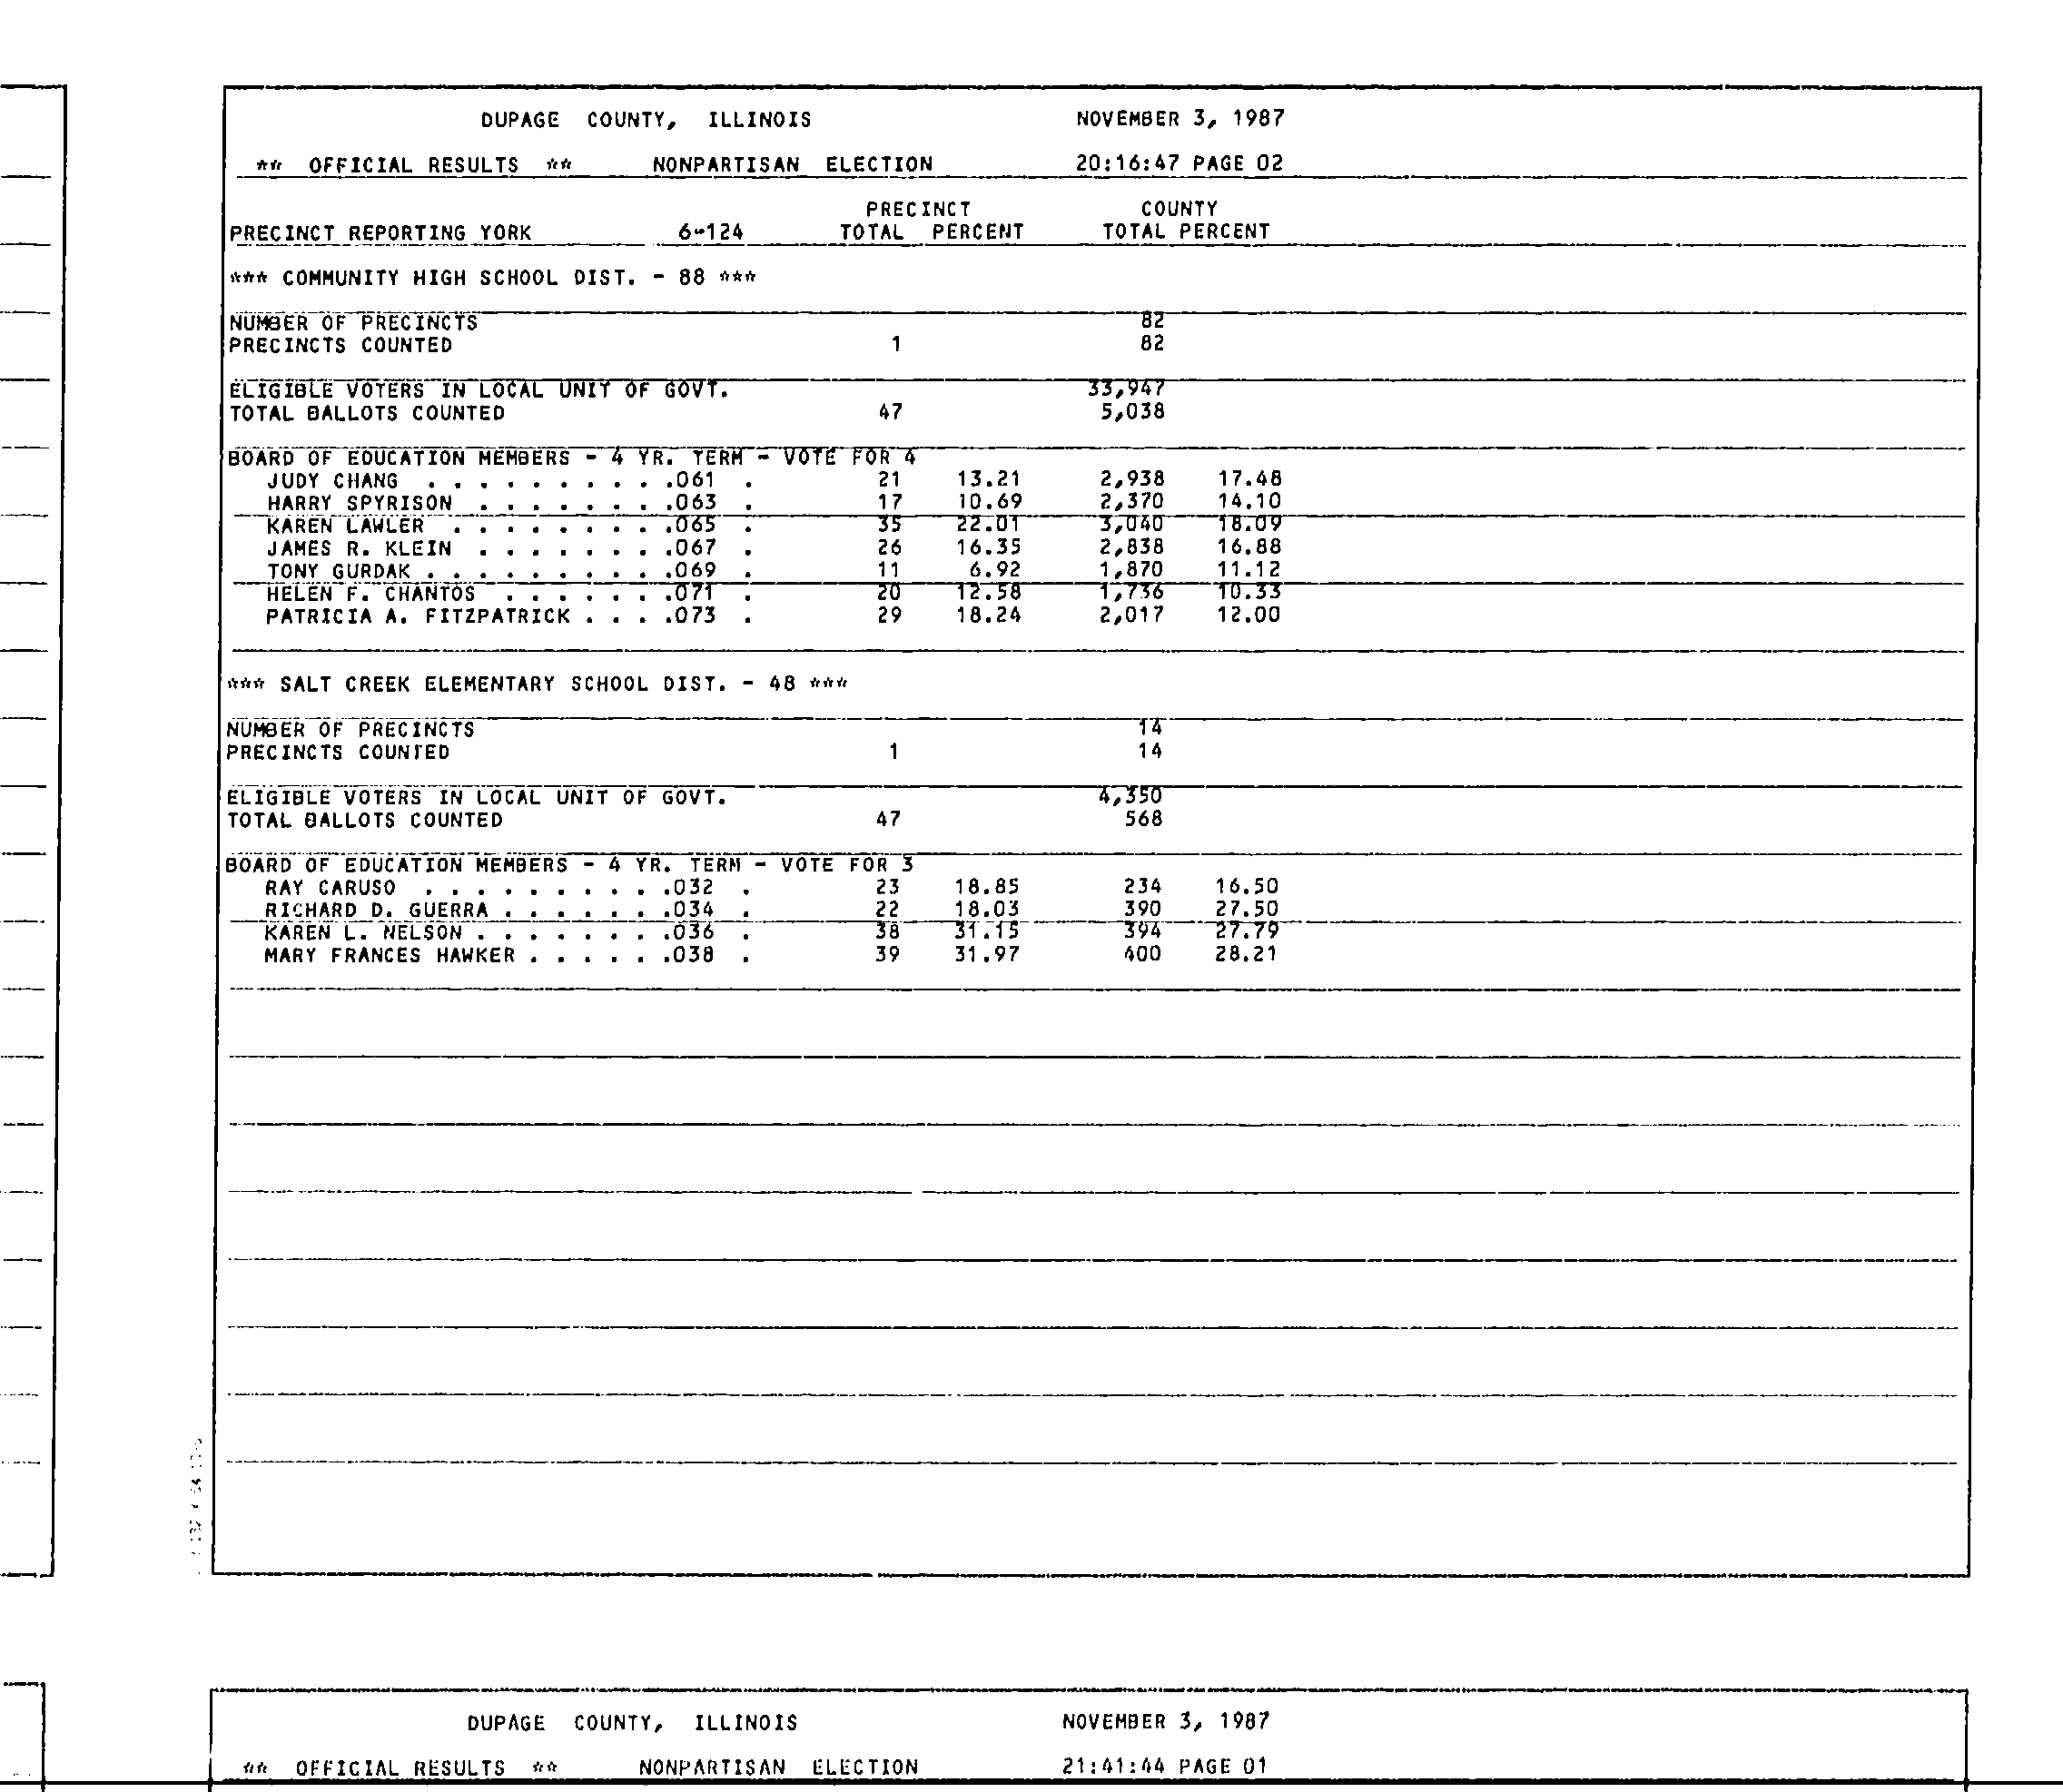 DUPAGE COUNTY, ILLINOIS NOVEMBER 3, 1987
** OFFICIAL RESULTS ** NONPARTISAN ELECTION 20:16:47 PAGE 02
PRECINCT COUNTY
PRECINCT REPORTING YORK 6-124 TOTAL PERCENT TOTAL PERCENT
*** COMMUNITY HIGH SCHOOL DIST. - 88 ***
NUMBER OF PRECINCTS 82
PRECINCTS COUNTED 1 82
ELIGIBLE VOTERS IN LOCAL UNIT OF GOVT. 33,947
TOTAL BALLOTS COUNTED 47 5,038
BOARD OF EDUCATION MEMBERS - 4 YR. TERM - VOTE FOR 4
JUDY CHANG . . . . . . . . . .061 . 21 13.21 2,938 17.48
HARRY SPYRISON . . . . . . . .063 . 17 10.69 2,370 14.10
KAREN LAWLER . . . . . . . . .065 . 35 22.01 3,040 18.09
JAMES R. KLEIN . . . . . . . .067 . 26 16.35 2,838 16.88
TONY GURDAK . . . . . . . . . .069 . 11 6.92 1,870 11.12
HELEN F. CHANTOS . . . . . . .071 . 20 12.58 1,736 10.33
PATRICIA A. FITZPATRICK . . . .073 . 29 18.24 2,017 12.00
*** SALT CREEK ELEMENTARY SCHOOL DIST. - 48 ***
NUMBER OF PRECINCTS 14
PRECINCTS COUNTED 1 14
ELIGIBLE VOTERS IN LOCAL UNIT OF GOVT. 4,350
TOTAL BALLOTS COUNTED 47 568
BOARD OF EDUCATION MEMBERS - 4 YR. TERM - VOTE FOR 3
RAY CARUSO . . . . . . . . . .032 . 23 18.85 234 16.50
RICHARD D. GUERRA . . . . . . .034 . 22 18.03 390 27.50
KAREN L. NELSON . . . . . . . .036 . 38 31.15 394 27.79
MARY FRANCES HAWKER . . . . . .038 . 39 31.97 400 28.21
DUPAGE COUNTY, ILLINOIS NOVEMBER 3, 1987
** OFFICIAL RESULTS ** NONPARTISAN ELECTION 21:41:44 PAGE 01